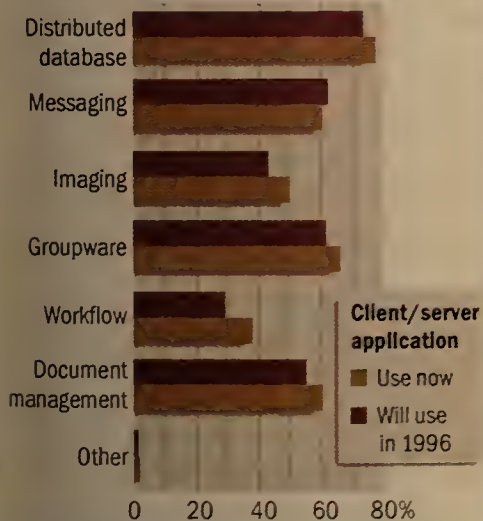 Distributed
database
Messaging
Imaging
Groupware
Workflow
Document
management
Other
Client/server
application
Use now
Will use
in 1996
0 20 40 60 80%